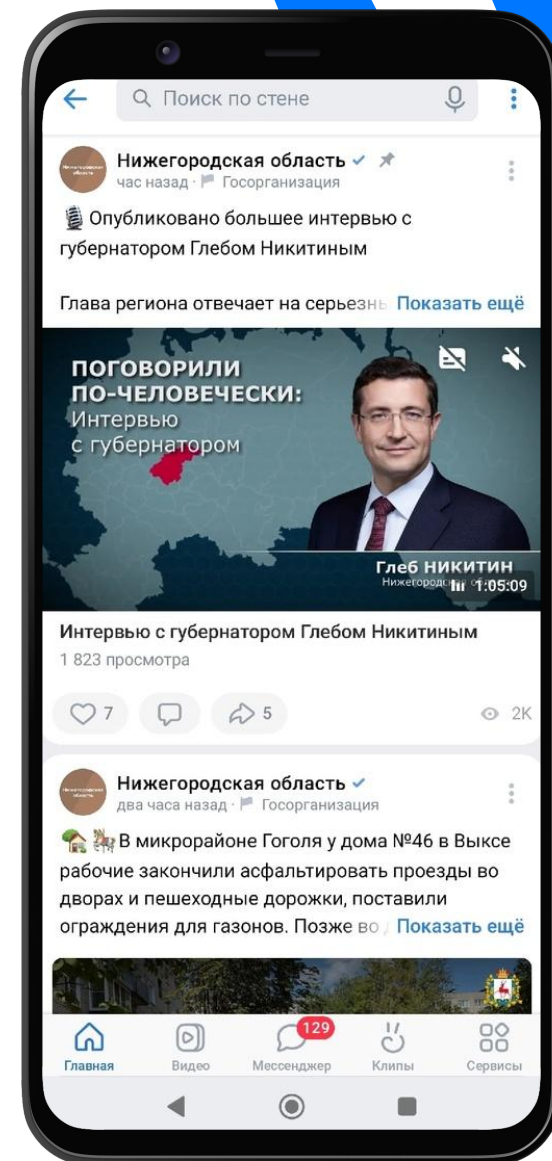 Поиск по стене
Нижегородская область
час назад · Госорганизация
Опубликовано большее интервью с
губернатором Глебом Никитиным
Глава региона отвечает на серьезн Показать ещё
ПОГОВОРИЛИ
ПО-ЧЕЛОВЕЧЕСКИ:
Интервью
с губернатором
Глеб НИКИТИН
1:05:09
Интервью с губернатором Глебом Никитиным
1 823 просмотра
7 5 2K
Нижегородская область
два часа назад · Госорганизация
В микрорайоне Гоголя у дома №46 в Выксе
рабочие закончили асфальтировать проезды во
дворах и пешеходные дорожки, поставили
ограждения для газонов. Позже во Показать ещё
129
Главная Видео Мессенджер Клипы Сервисы